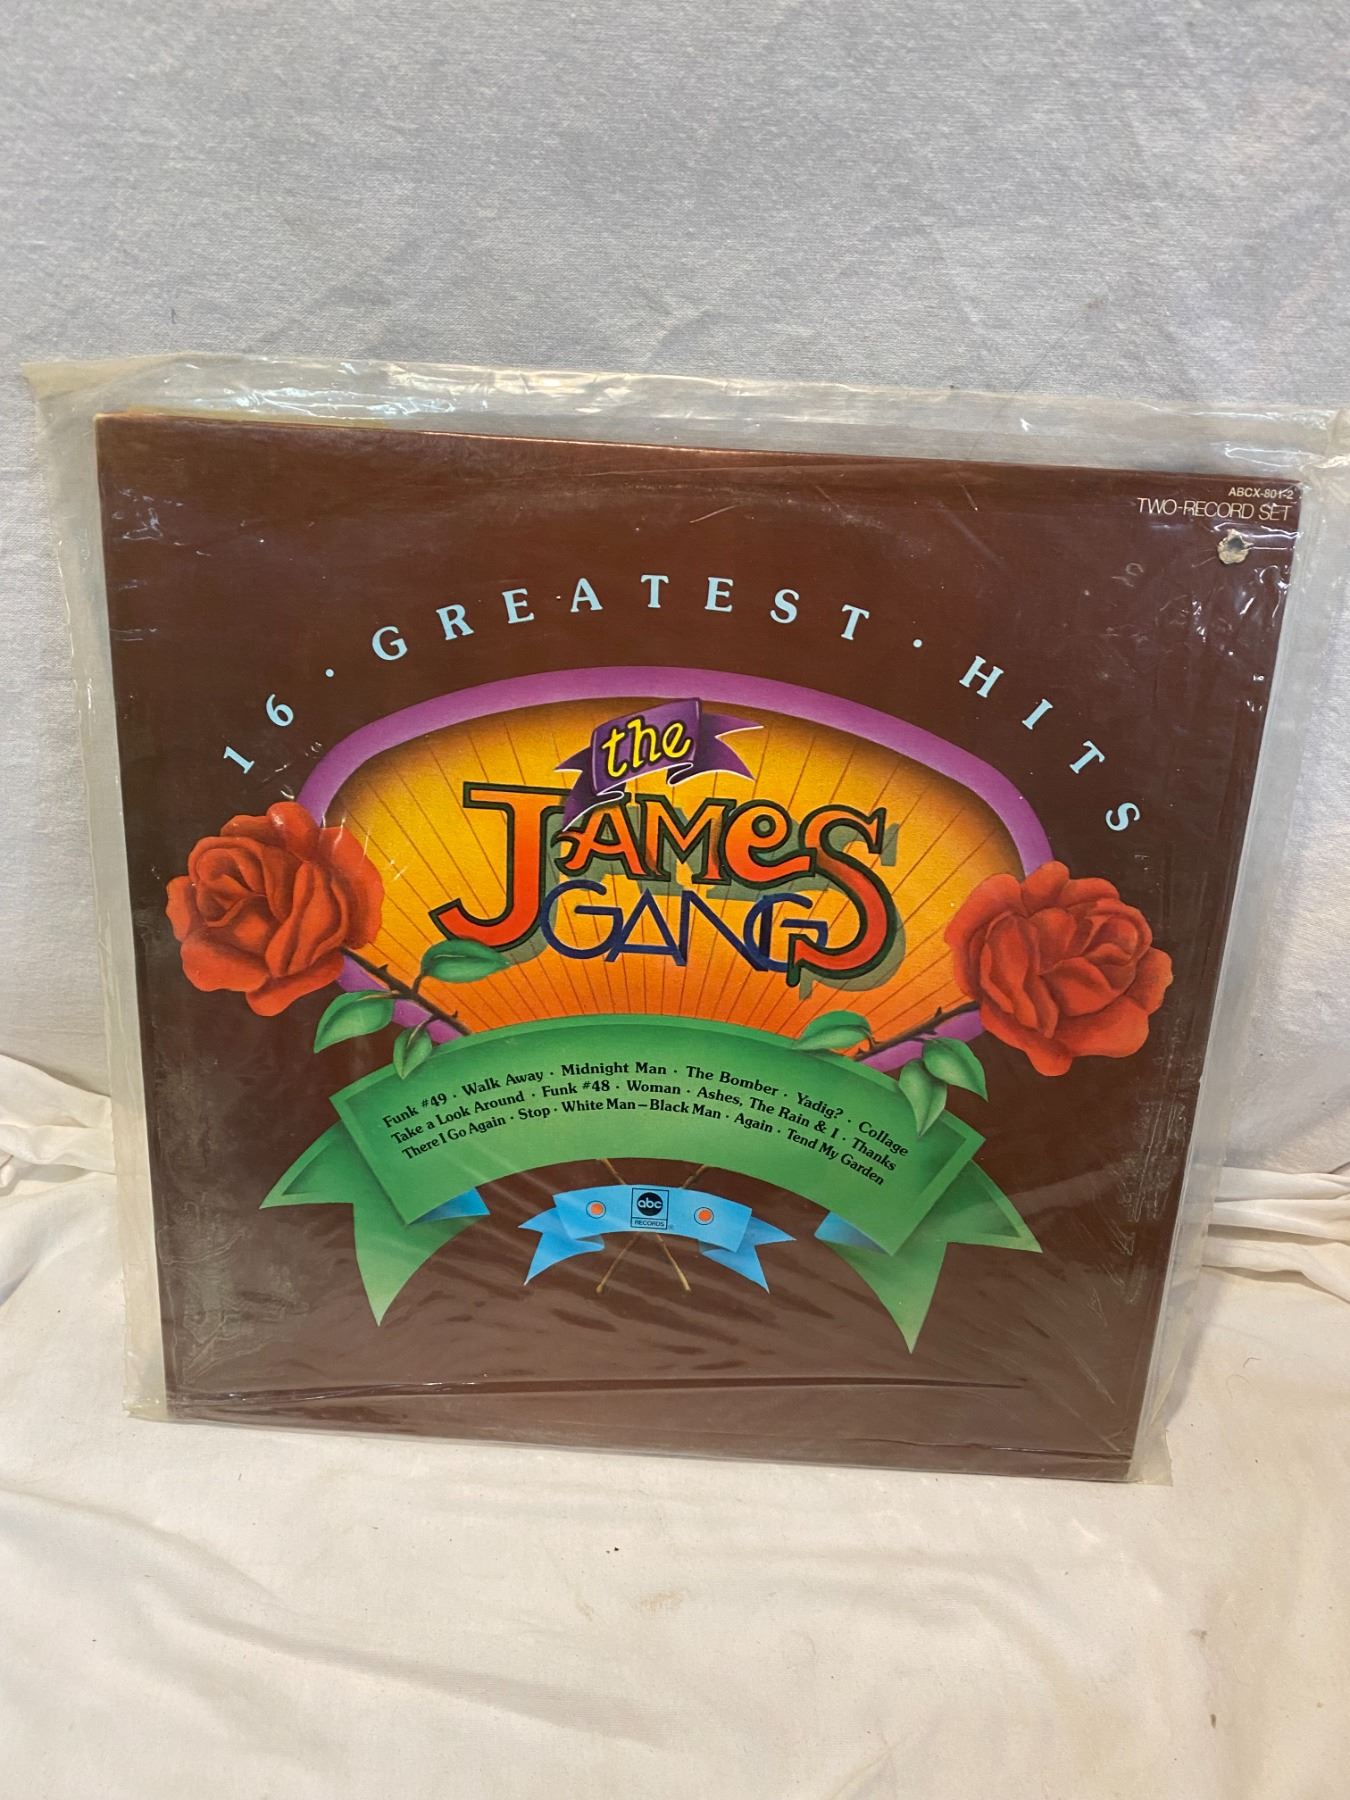 ABCX-801-2
TWO-RECORD SET
16 · GREATEST · HITS
the
JAMES
GANG
Funk #49 · Walk Away · Midnight Man · The Bomber · Yadig? · Collage
Take a Look Around · Funk #48 · Woman · Ashes, The Rain & I · Thanks
There I Go Again · Stop · White Man–Black Man · Again · Tend My Garden
abc
RECORDS ®